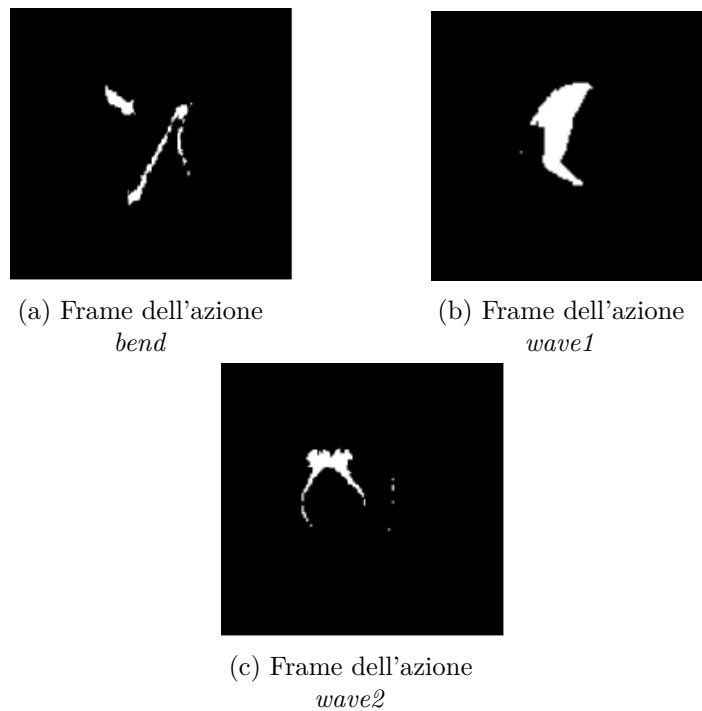 (a) Frame dell'azione
bend
(b) Frame dell'azione
wave1
(c) Frame dell'azione
wave2